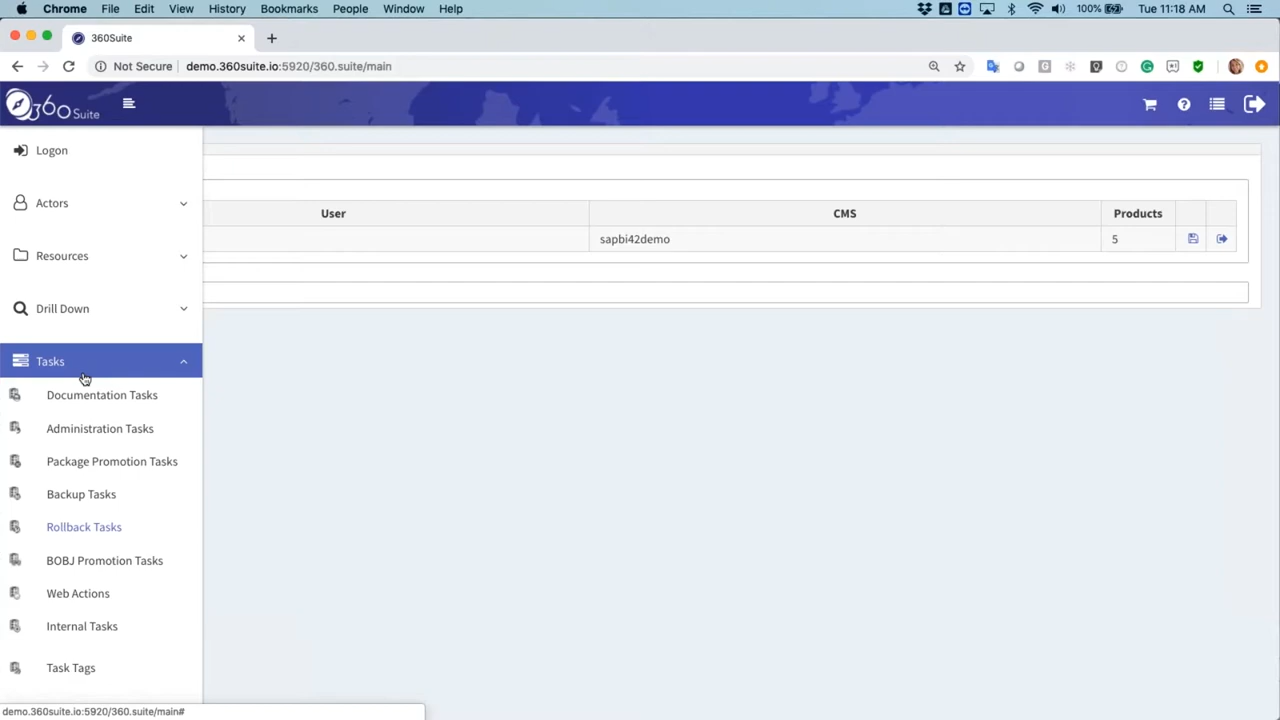 Chrome File Edit View History Bookmarks People Window Help 100% Tue 11:18 AM
360Suite
Not Secure demo.360suite.io:5920/360.suite/main
360Suite
Logon
Actors
Resources
Drill Down
Tasks
Documentation Tasks
Administration Tasks
Package Promotion Tasks
Backup Tasks
Rollback Tasks
BOBJ Promotion Tasks
Web Actions
Internal Tasks
Task Tags
User CMS Products
sapbi42demo 5
demo.360suite.io:5920/360.suite/main#